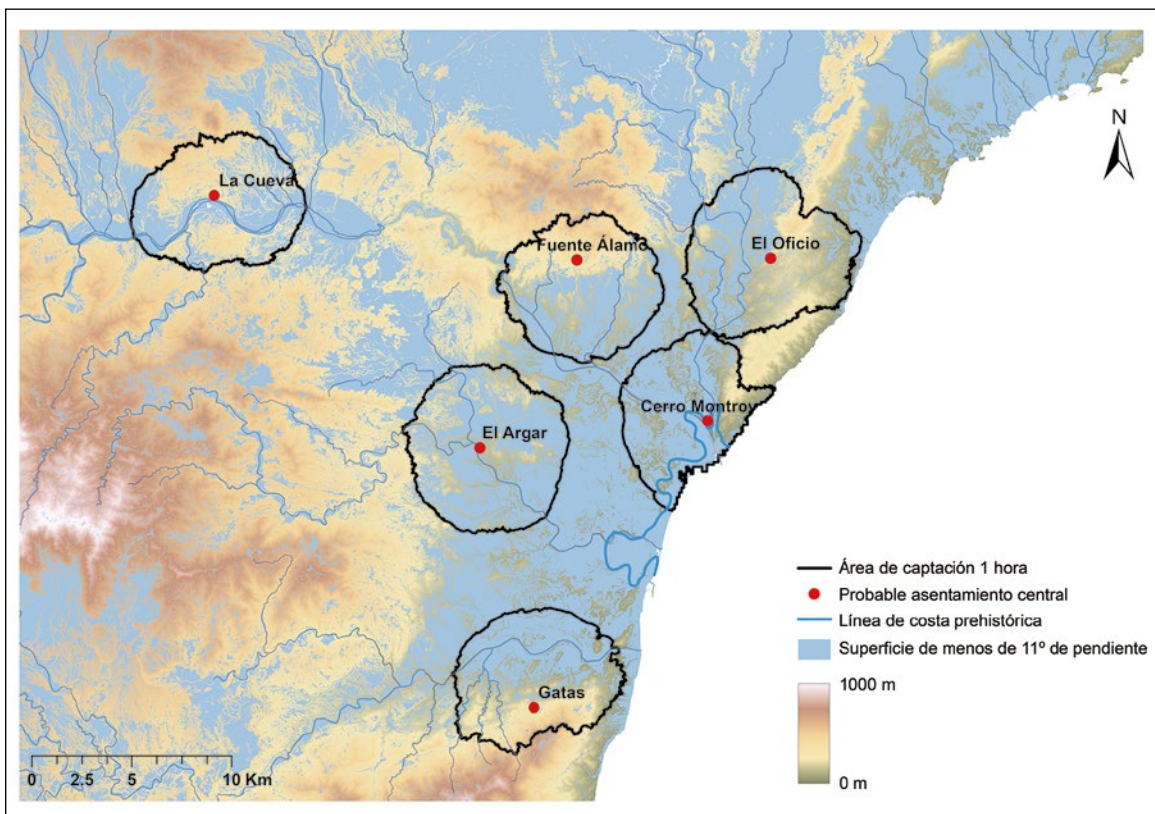 N
La Cueva
Fuente Álamo
El Oficio
Cerro Montroy
El Argar
Gatas
Área de captación 1 hora
Probable asentamiento central
Línea de costa prehistórica
Superficie de menos de 11º de pendiente
1000 m
0 m
0 2.5 5 10 Km